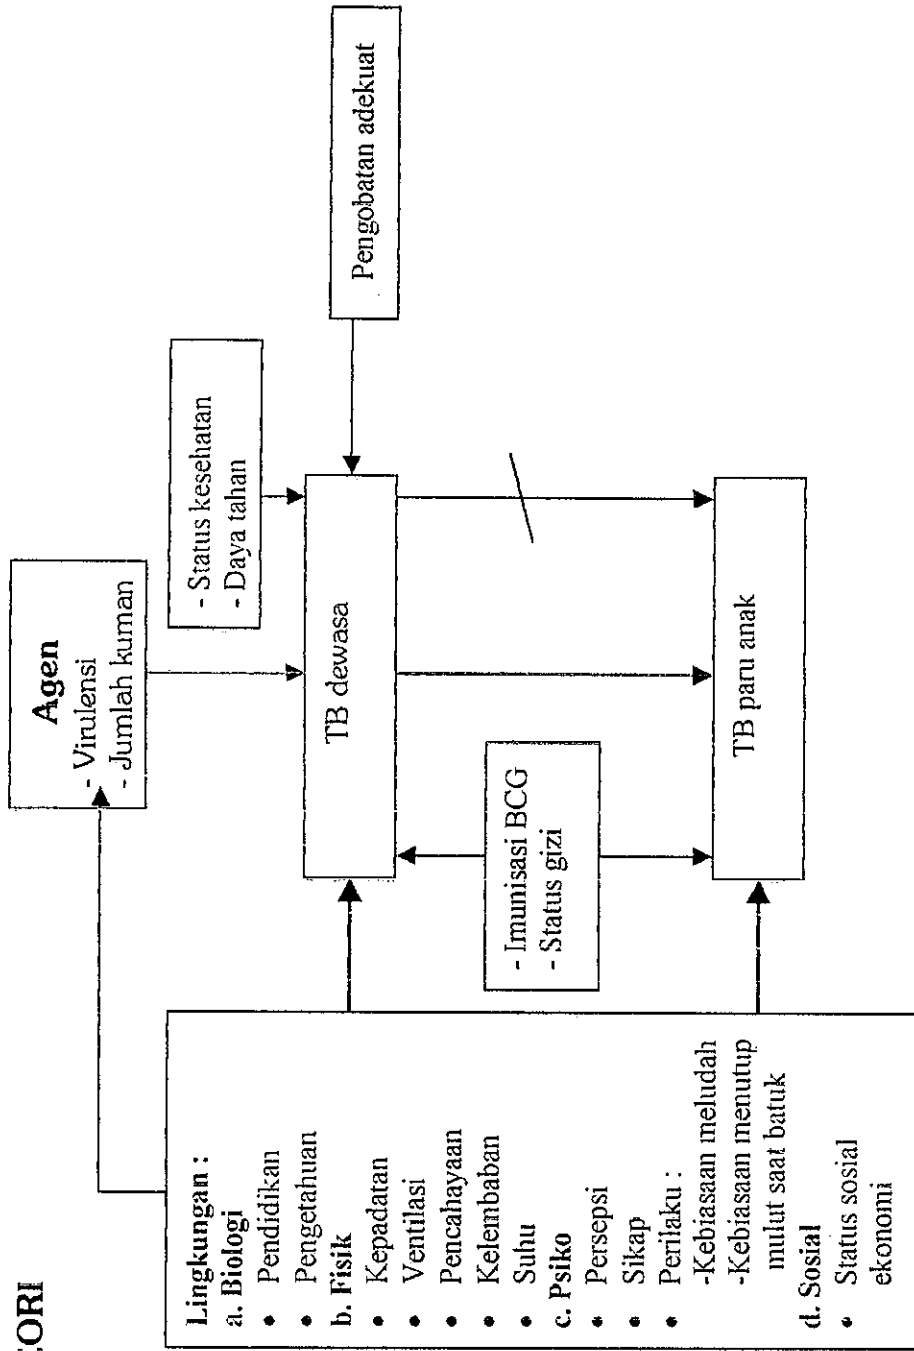 EORI
Agen
- Virulensi
- Jumlah kuman
- Status kesehatan
- Daya tahan
Pengobatan adekuat
TB dewasa
- Imunisasi BCG
- Status gizi
TB paru anak
Lingkungan :
a. Biologi
• Pendidikan
• Pengetahuan
b. Fisik
• Kepadatan
• Ventilasi
• Pencahayaan
• Kelembaban
• Suhu
c. Psiko
• Persepsi
• Sikap
• Perilaku :
-Kebiasaan meludah
-Kebiasaan menutup
mulut saat batuk
d. Sosial
• Status sosial
ekonomi